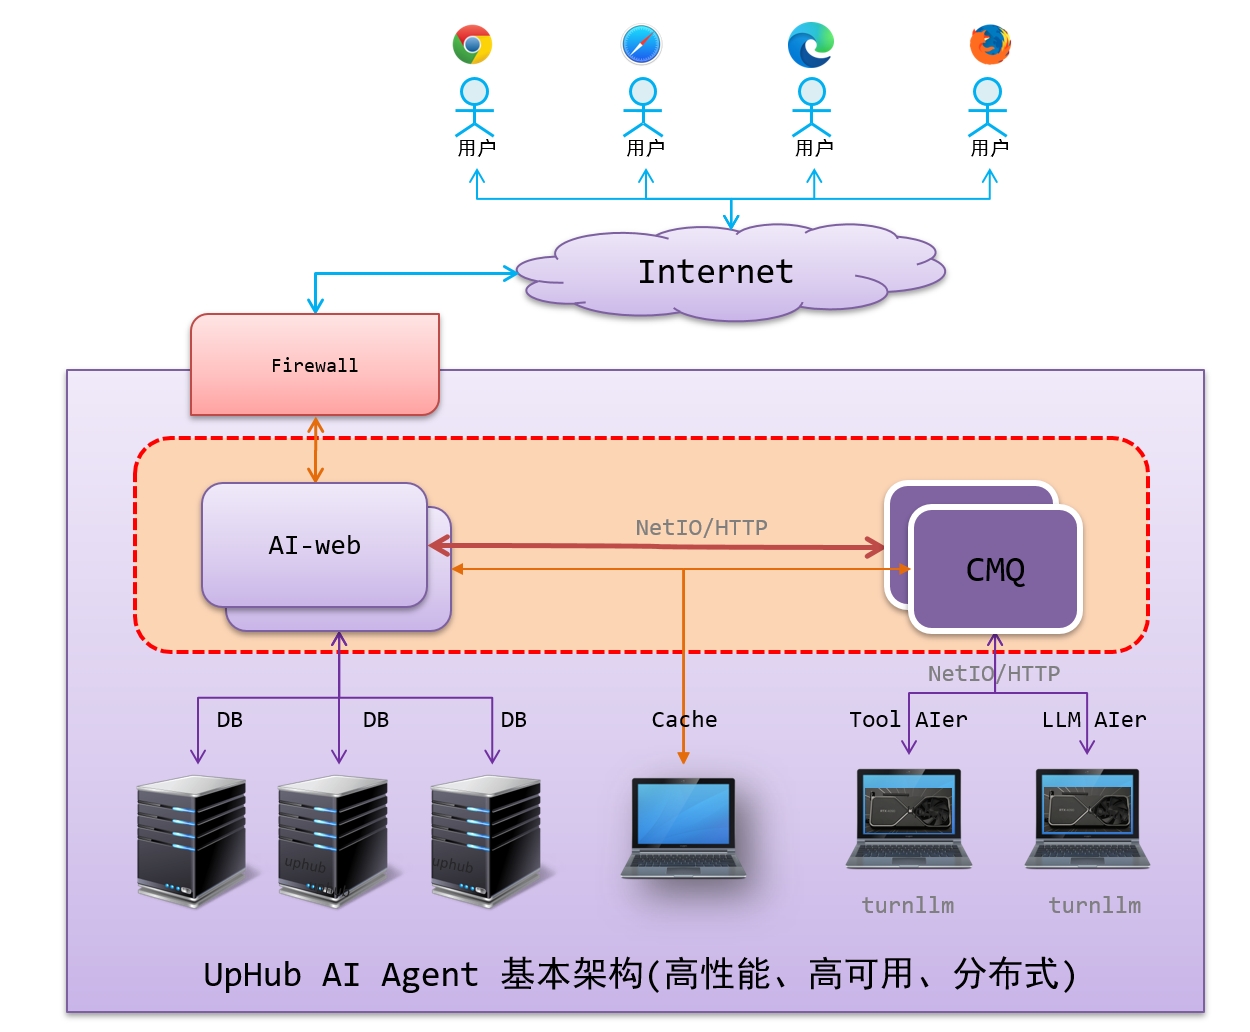 用户 用户 用户 用户
Internet
Firewall
NetIO/HTTP
AI-web
CMQ
NetIO/HTTP
DB DB DB Cache Tool AIer LLM AIer
uphub uphub
turnllm turnllm
UpHub AI Agent 基本架构(高性能、高可用、分布式)